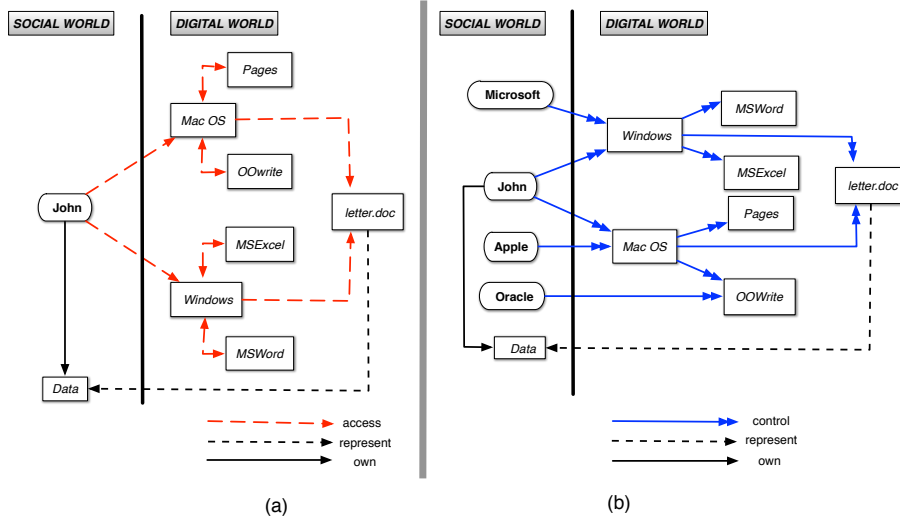 SOCIAL WORLD
DIGITAL WORLD
Pages
Mac OS
OOwrite
John
letter.doc
MSExcel
Windows
MSWord
Data
access
represent
own
(a)
SOCIAL WORLD
DIGITAL WORLD
Microsoft
MSWord
Windows
MSExcel
John
letter.doc
Pages
Apple
Mac OS
Oracle
OOWrite
Data
control
represent
own
(b)